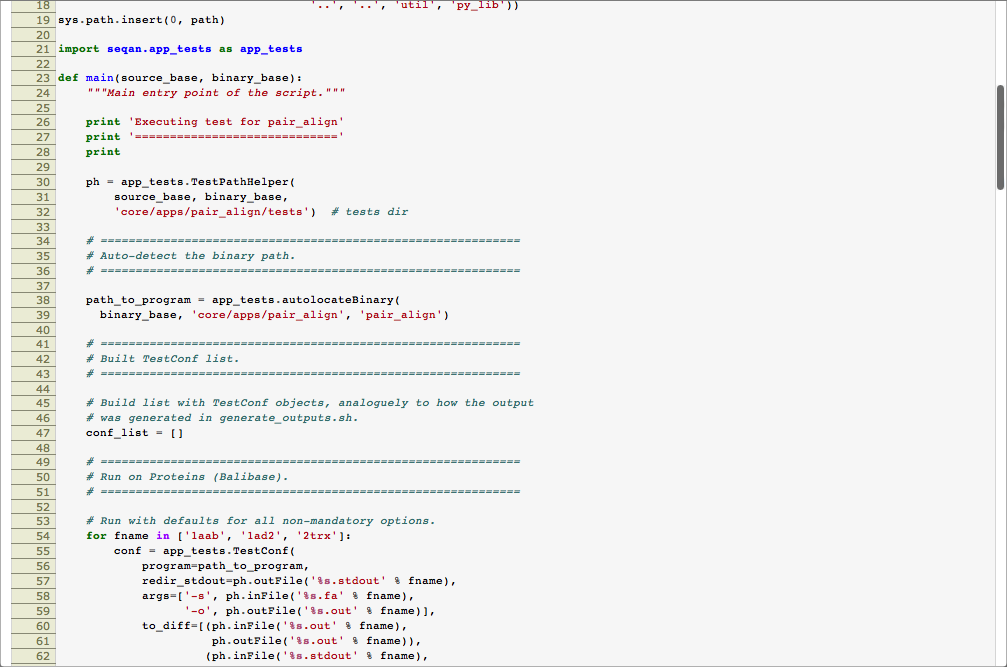 18 '..', '..', 'util', 'py_lib'))
19 sys.path.insert(0, path)
20
21 import seqan.app_tests as app_tests
22
23 def main(source_base, binary_base):
24     """Main entry point of the script."""
25
26     print 'Executing test for pair_align'
27     print '============================='
28     print
29
30     ph = app_tests.TestPathHelper(
31         source_base, binary_base,
32         'core/apps/pair_align/tests')  # tests dir
33
34     # ============================================================
35     # Auto-detect the binary path.
36     # ============================================================
37
38     path_to_program = app_tests.autolocateBinary(
39       binary_base, 'core/apps/pair_align', 'pair_align')
40
41     # ============================================================
42     # Built TestConf list.
43     # ============================================================
44
45     # Build list with TestConf objects, analoguely to how the output
46     # was generated in generate_outputs.sh.
47     conf_list = []
48
49     # ============================================================
50     # Run on Proteins (Balibase).
51     # ============================================================
52
53     # Run with defaults for all non-mandatory options.
54     for fname in ['1aab', '1ad2', '2trx']:
55         conf = app_tests.TestConf(
56             program=path_to_program,
57             redir_stdout=ph.outFile('%s.stdout' % fname),
58             args=['-s', ph.inFile('%s.fa' % fname),
59                   '-o', ph.outFile('%s.out' % fname)],
60             to_diff=[(ph.inFile('%s.out' % fname),
61                       ph.outFile('%s.out' % fname)),
62                      (ph.inFile('%s.stdout' % fname),